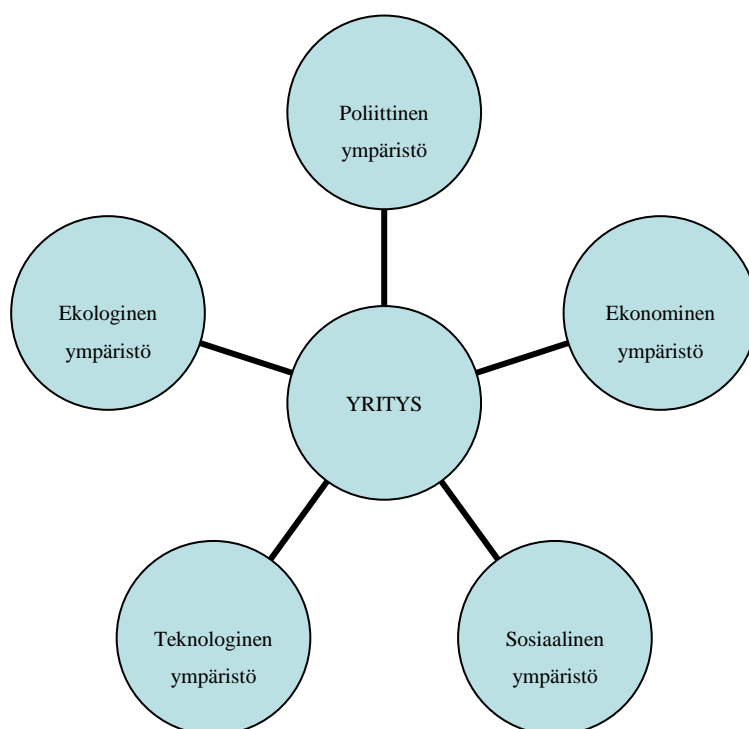 Poliittinen
ympäristö
Ekologinen
ympäristö
Ekonominen
ympäristö
YRITYS
Teknologinen
ympäristö
Sosiaalinen
ympäristö